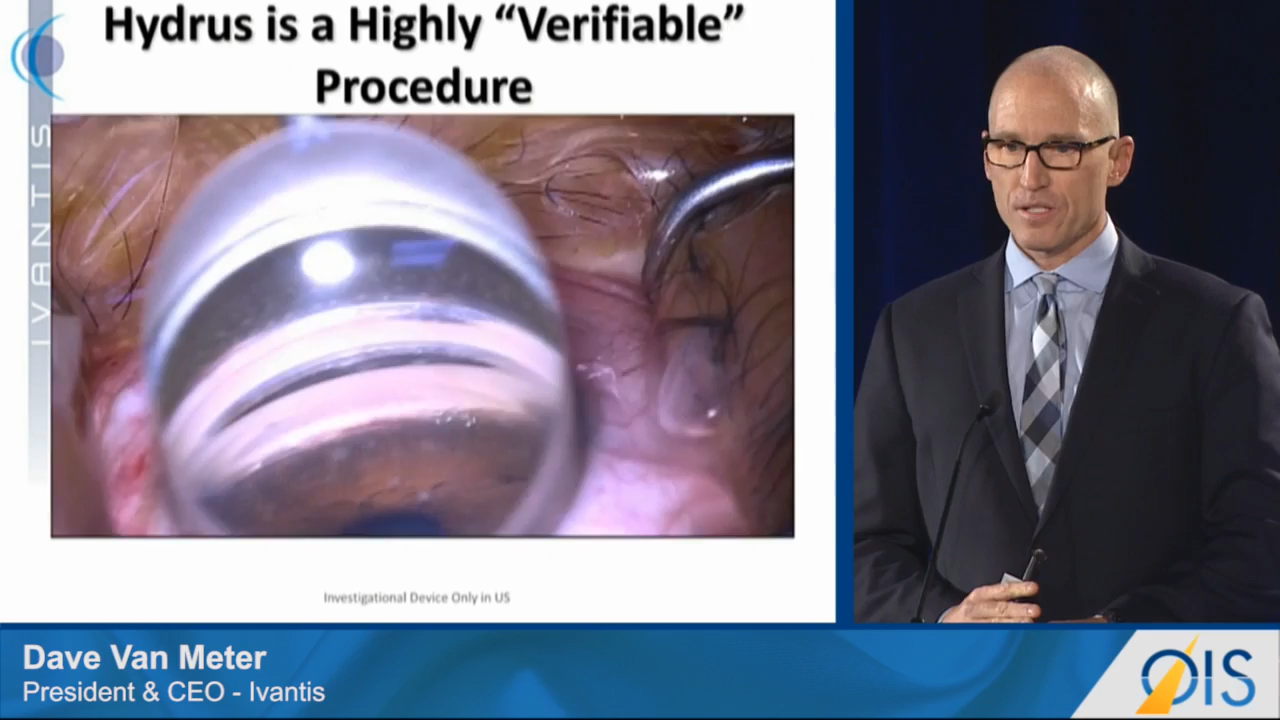 Hydrus is a Highly “Verifiable”
Procedure
IVANTIS
Investigational Device Only in US
Dave Van Meter
President & CEO - Ivantis
OIS